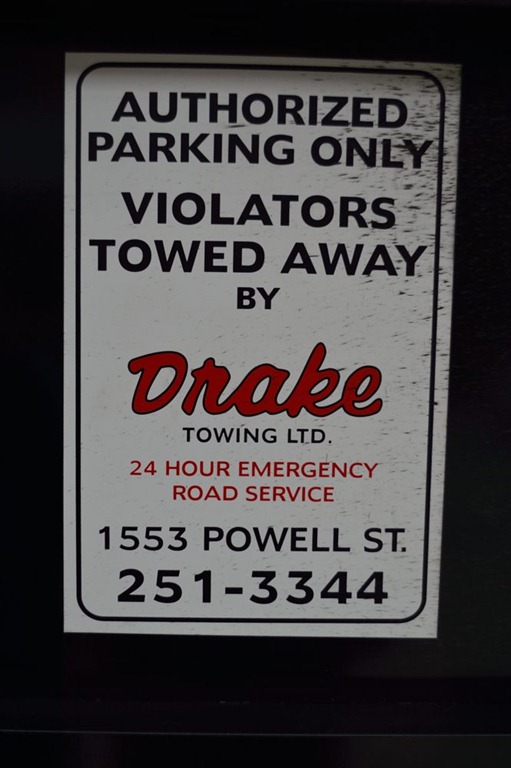 AUTHORIZED
PARKING ONLY
VIOLATORS
TOWED AWAY
BY
Drake
TOWING LTD.
24 HOUR EMERGENCY
ROAD SERVICE
1553 POWELL ST.
251-3344